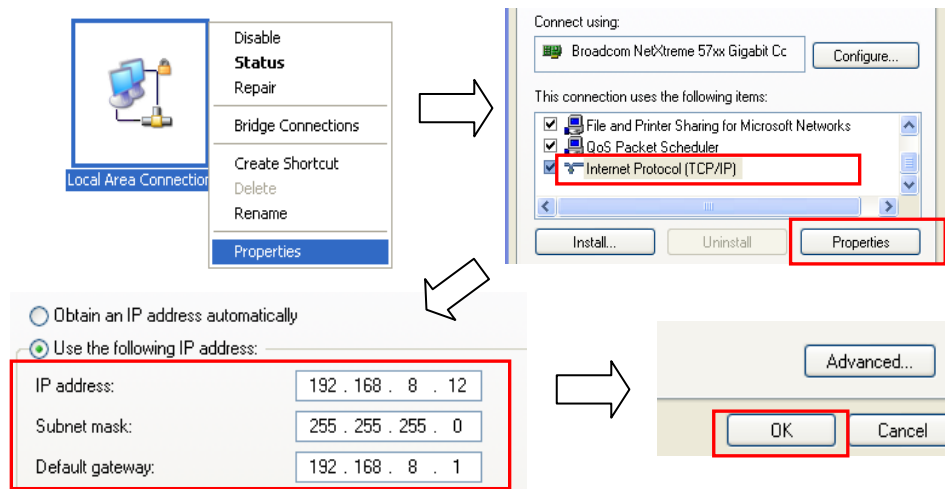 Disable
Status
Repair
Bridge Connections
Create Shortcut
Delete
Rename
Properties
Local Area Connection
Connect using:
Broadcom NetXtreme 57xx Gigabit Cc
Configure...
This connection uses the following items:
File and Printer Sharing for Microsoft Networks
QoS Packet Scheduler
Internet Protocol (TCP/IP)
Install...
Uninstall
Properties
Obtain an IP address automatically
Use the following IP address:
IP address: 192 . 168 . 8 . 12
Subnet mask: 255 . 255 . 255 . 0
Default gateway: 192 . 168 . 8 . 1
Advanced...
OK
Cancel